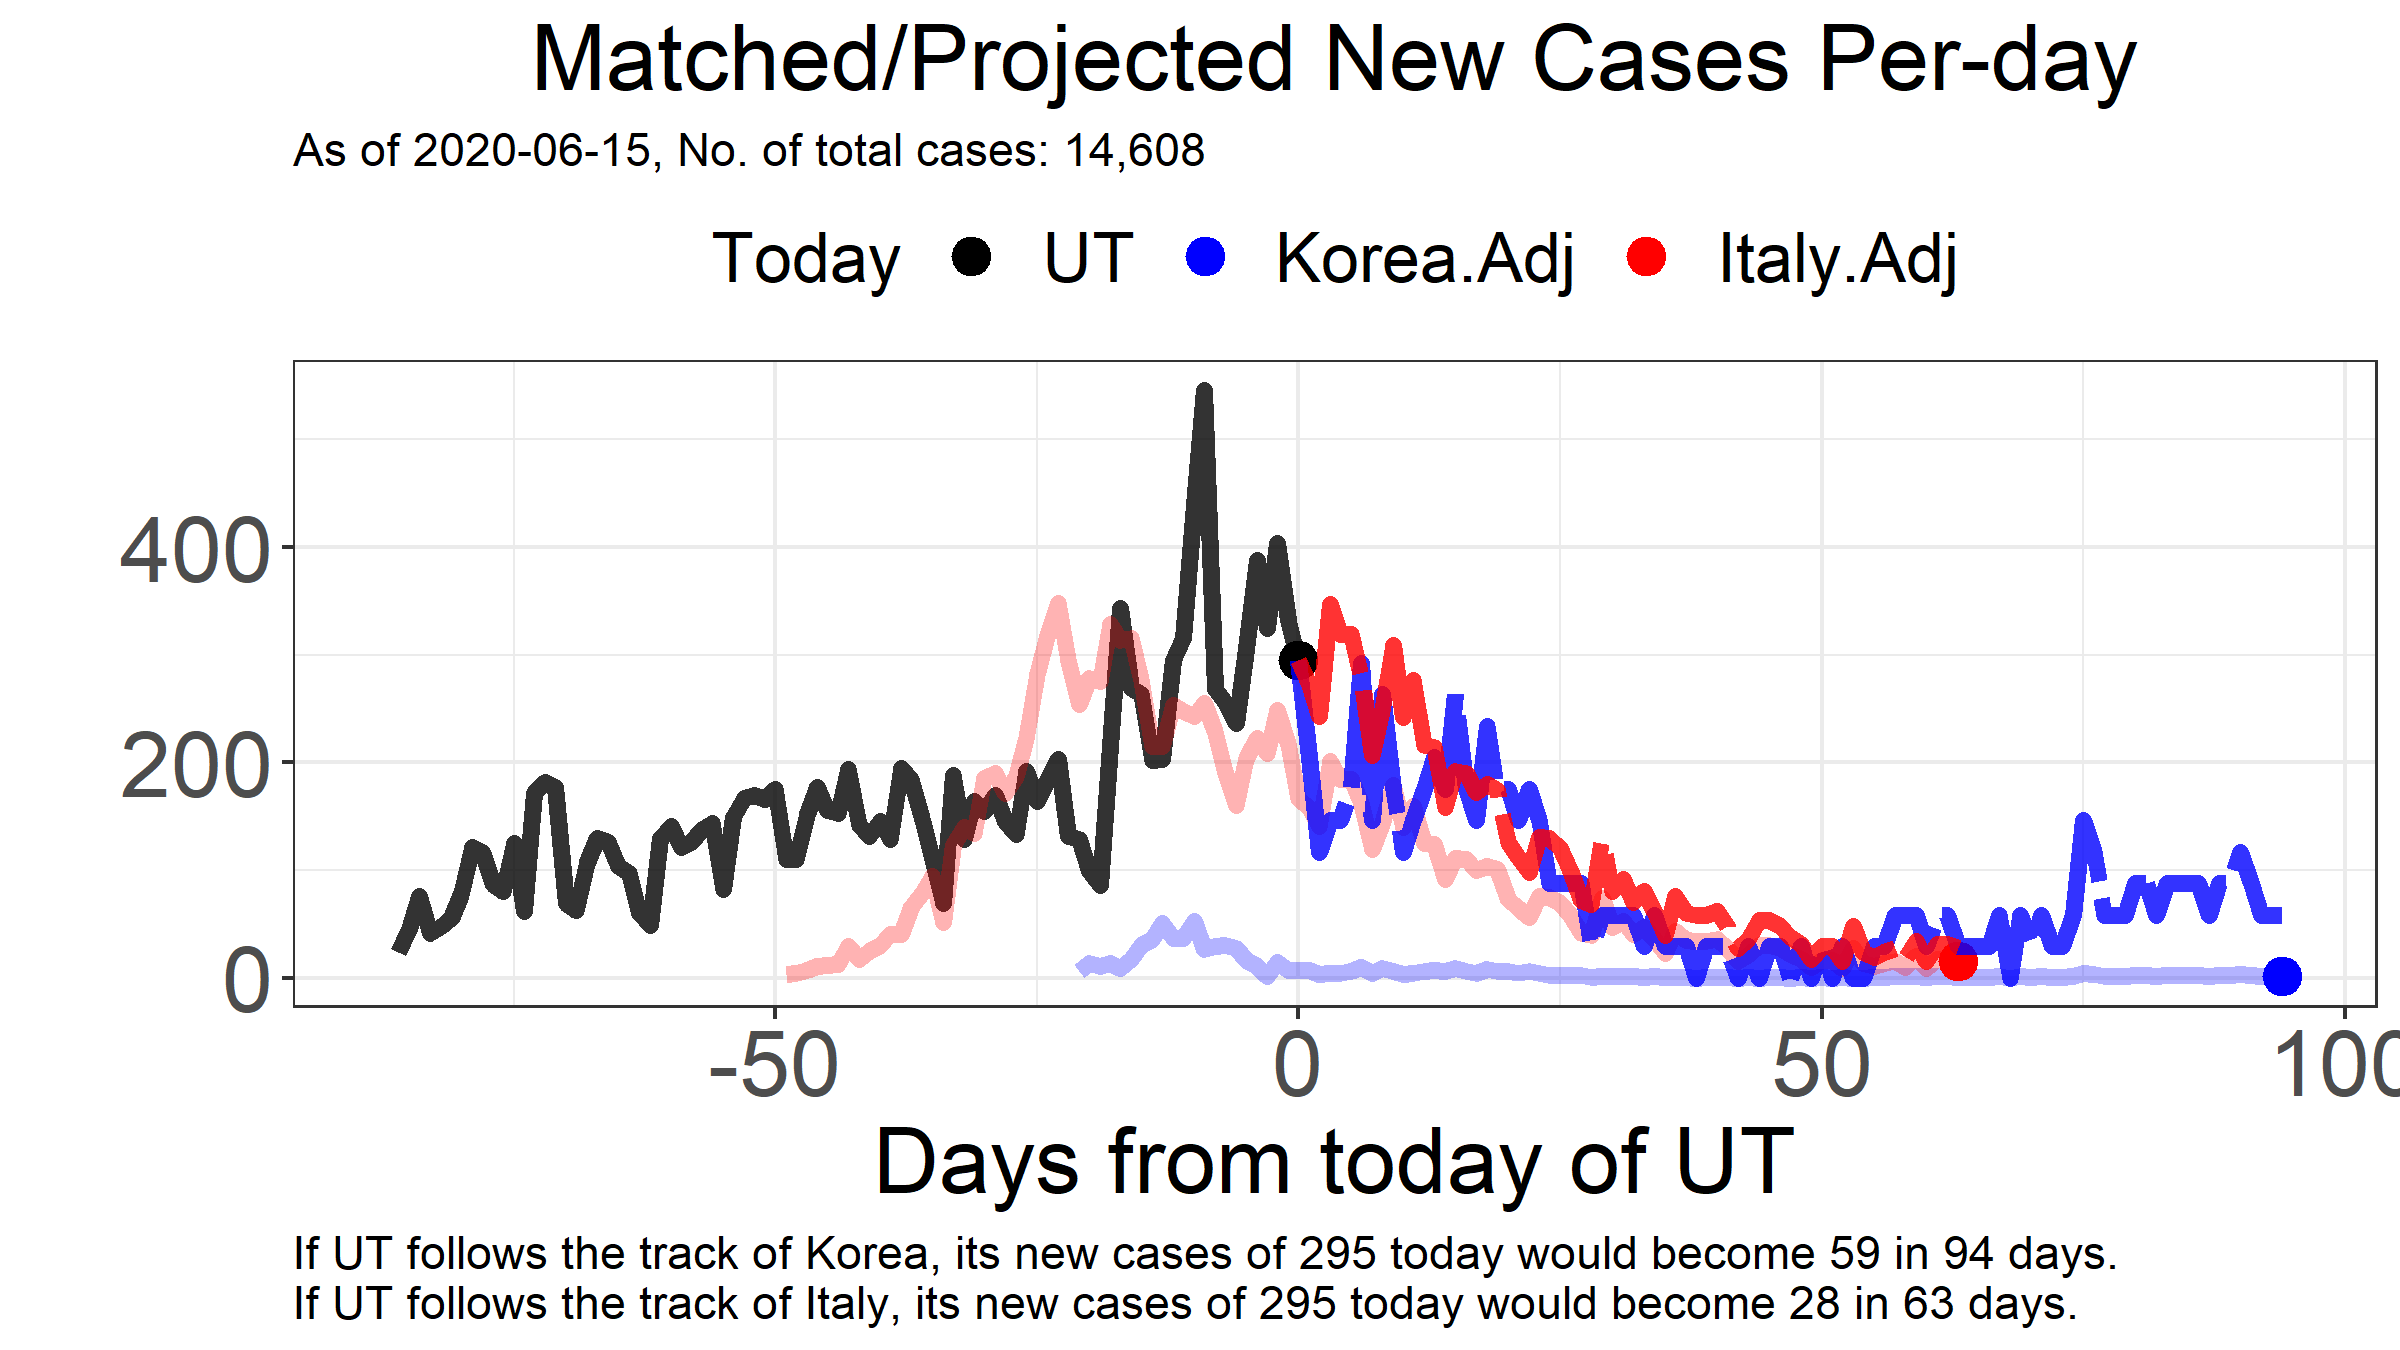 Matched/Projected New Cases Per-day
As of 2020-06-15, No. of total cases: 14,608
Today UT Korea.Adj Italy.Adj
400
200
0
-50 0 50 100
Days from today of UT
If UT follows the track of Korea, its new cases of 295 today would become 59 in 94 days.
If UT follows the track of Italy, its new cases of 295 today would become 28 in 63 days.